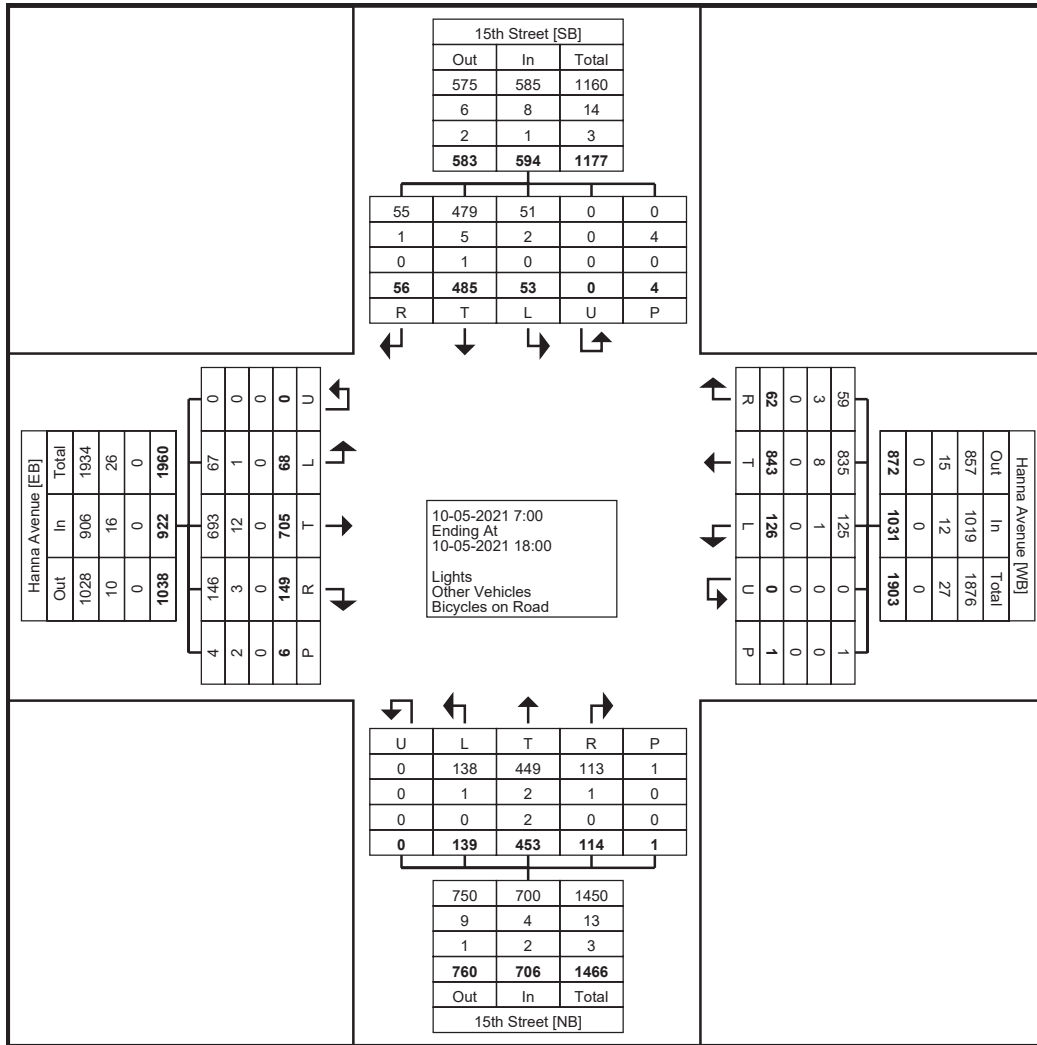 15th Street [SB]
Out In Total
575 585 1160
6 8 14
2 1 3
583 594 1177
55 479 51 0 0
1 5 2 0 4
0 1 0 0 0
56 485 53 0 4
R T L U P
Hanna Avenue [EB]
Total In Out
1934 906 1028
26 16 10
0 0 0
1960 922 1038
0 67 693 146 4
0 1 12 3 2
0 0 0 0 0
0 68 705 149 6
U L T R P
10-05-2021 7:00
Ending At
10-05-2021 18:00
Lights
Other Vehicles
Bicycles on Road
Hanna Avenue [WB]
Out In Total
857 1019 1876
15 12 27
0 0 0
872 1031 1903
59 835 125 0 1
3 8 1 0 0
0 0 0 0 0
62 843 126 0 1
R T L U P
U L T R P
0 138 449 113 1
0 1 2 1 0
0 0 2 0 0
0 139 453 114 1
750 700 1450
9 4 13
1 2 3
760 706 1466
Out In Total
15th Street [NB]